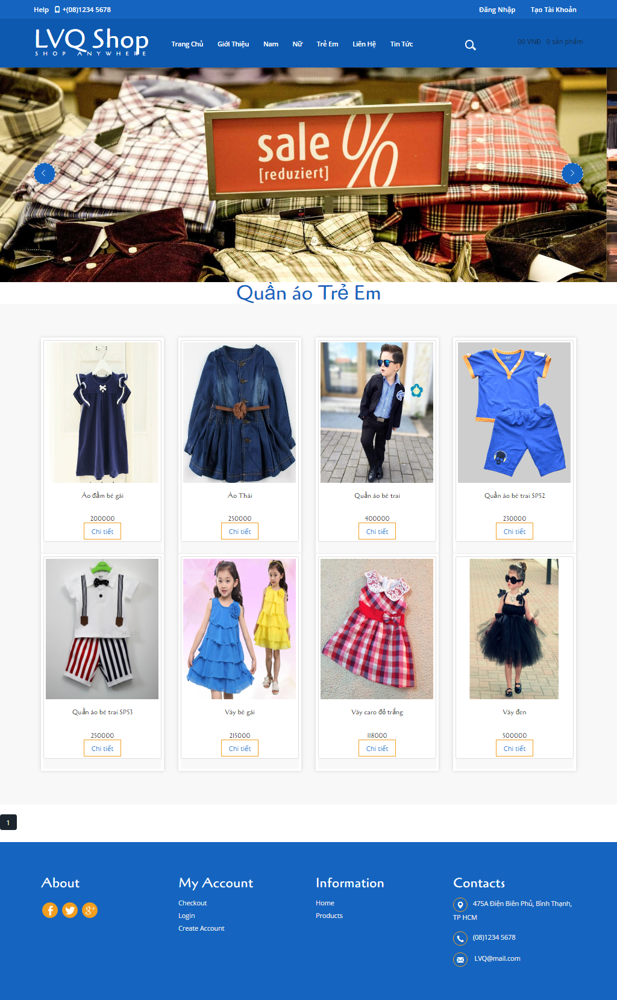 Help +(08)1234 5678 Đăng Nhập Tạo Tài Khoản
LVQ Shop
SHOP ANYWHERE
Trang Chủ Giới Thiệu Nam Nữ Trẻ Em Liên Hệ Tin Tức
00 VNĐ 0 sản phẩm
sale %
[reduziert]
Quần áo Trẻ Em
Áo đầm bé gái Áo Thái Quần áo bé trai Quần áo bé trai SP52
200000 250000 400000 230000
Chi tiết Chi tiết Chi tiết Chi tiết
Quần áo bé trai SP53 Váy bé gái Váy caro đỏ trắng Váy đen
250000 215000 118000 500000
Chi tiết Chi tiết Chi tiết Chi tiết
1
About My Account Information Contacts
Checkout Home 475A Điện Biên Phủ, Bình Thạnh,
Login Products TP HCM
Create Account
(08)1234 5678
LVQ@mail.com